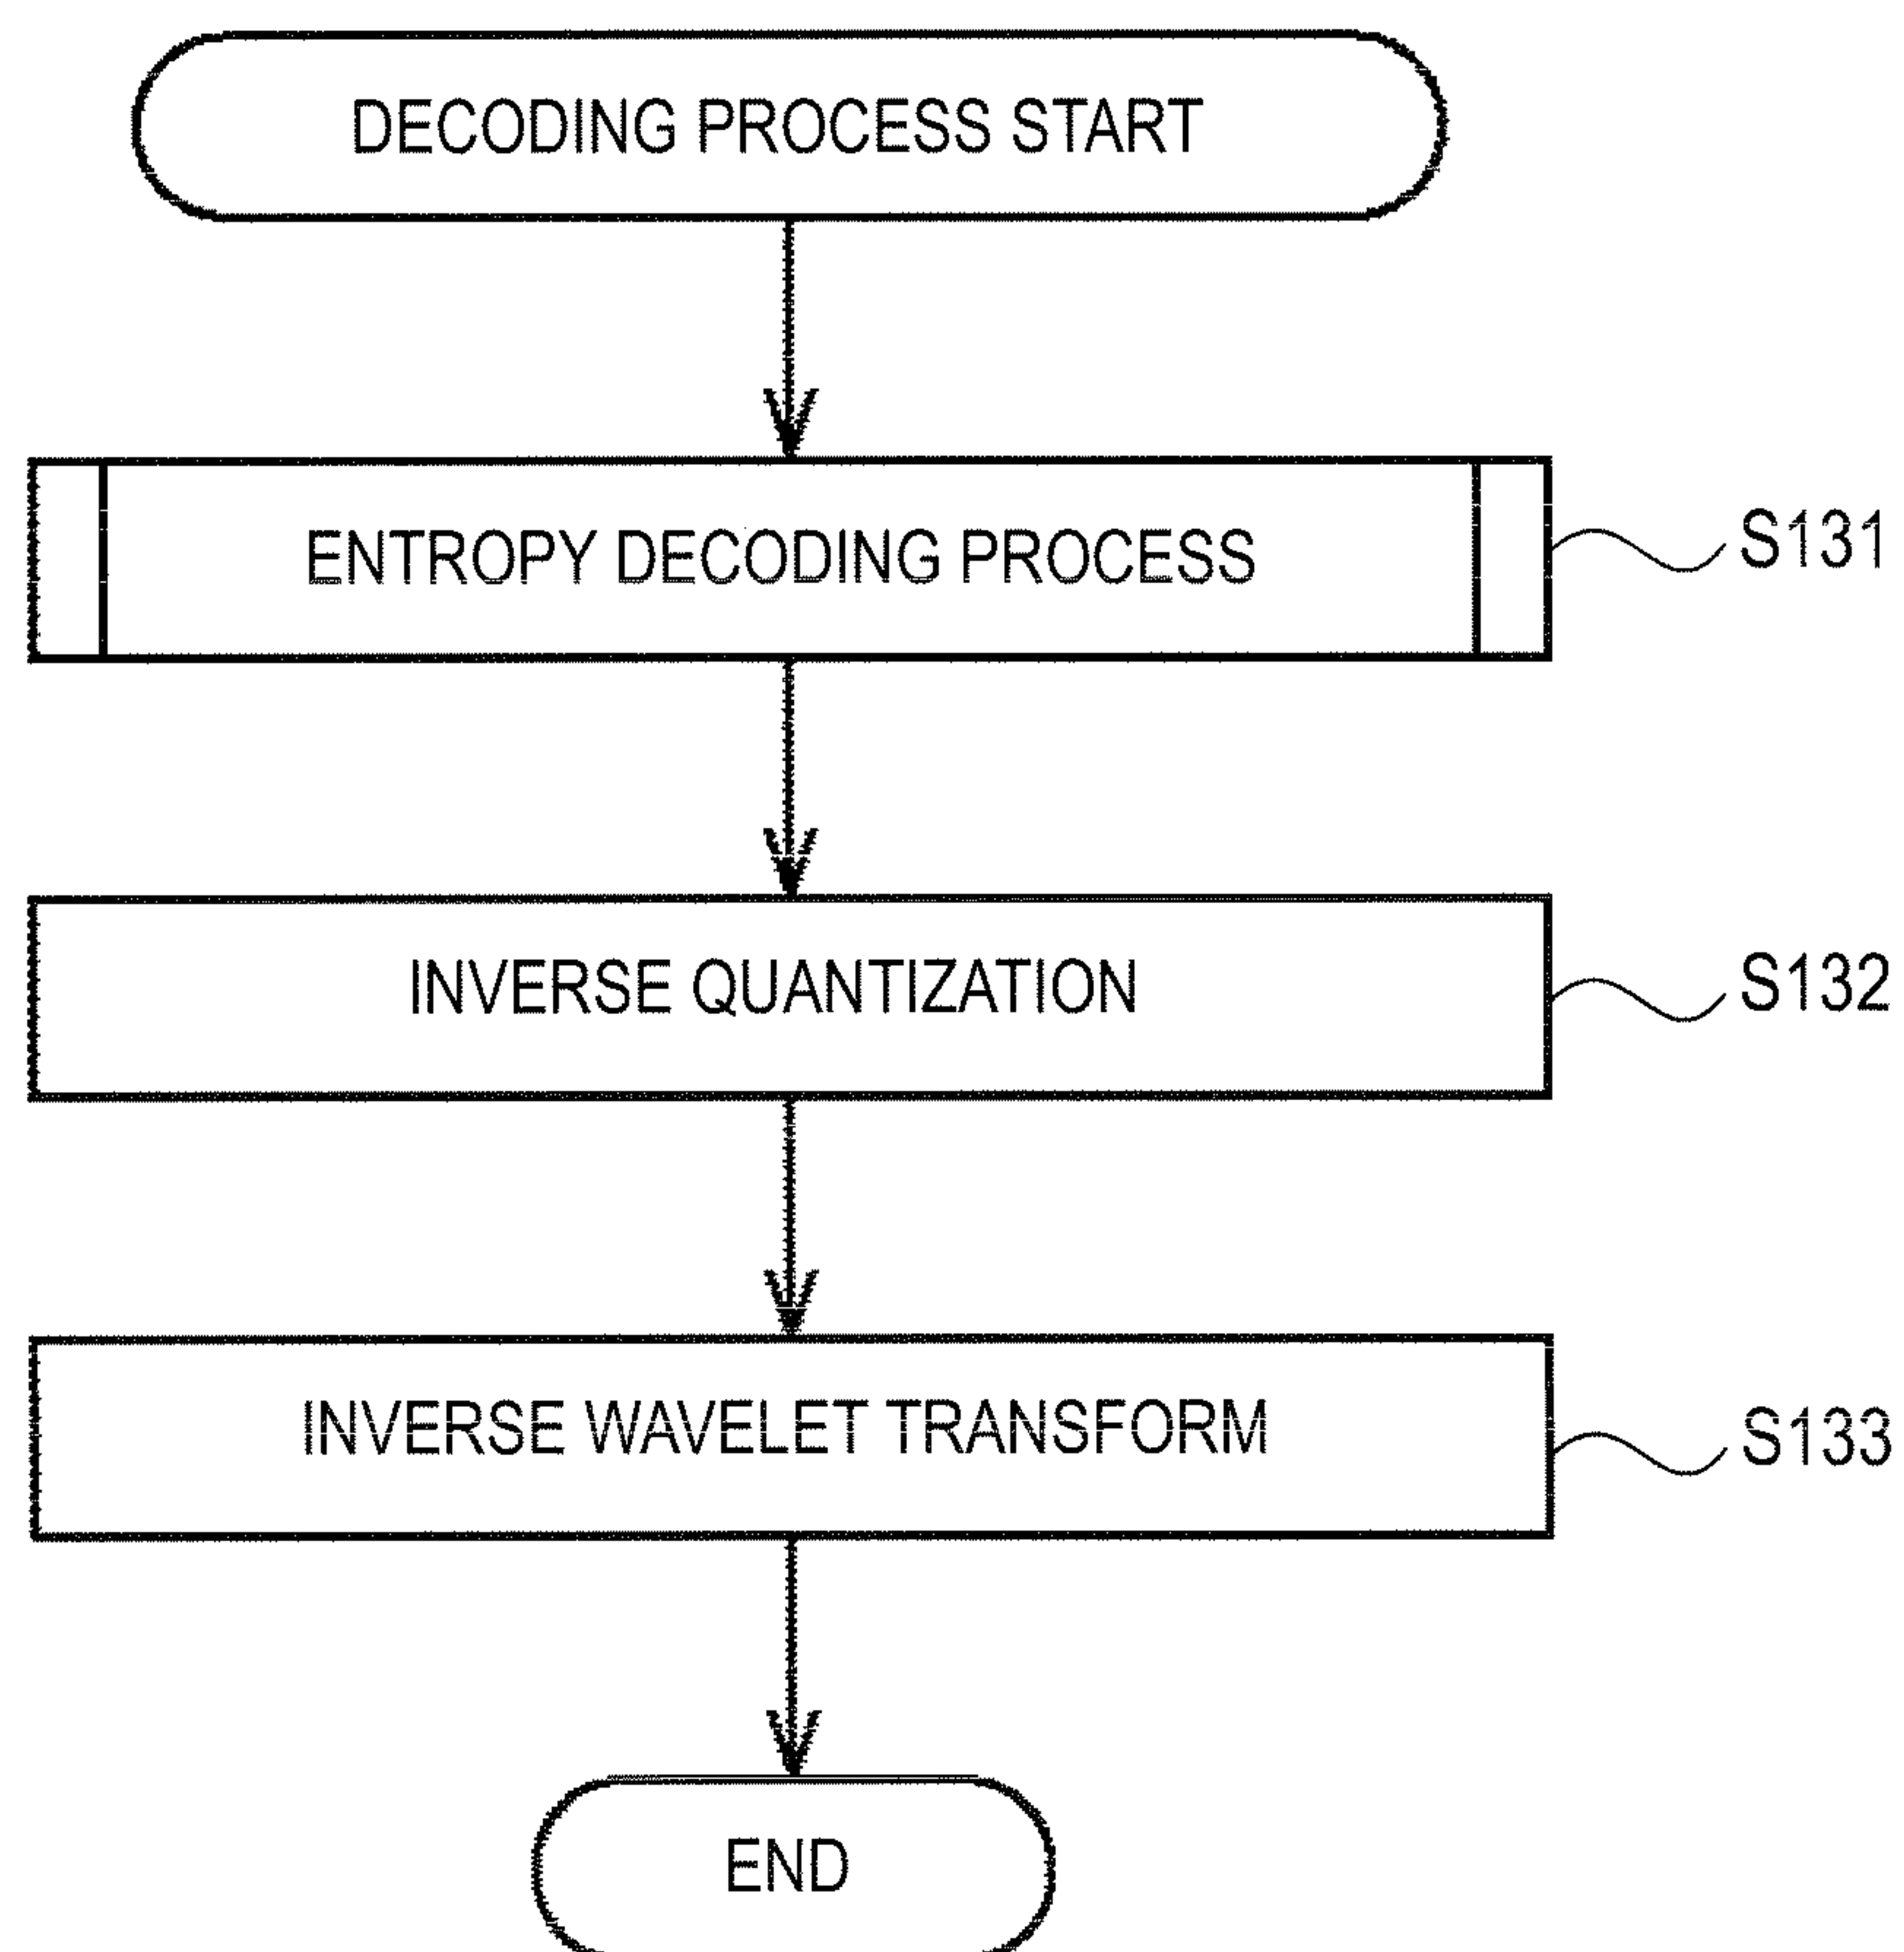 DECODING PROCESS START
ENTROPY DECODING PROCESS
S131
INVERSE QUANTIZATION
S132
INVERSE WAVELET TRANSFORM
S133
END